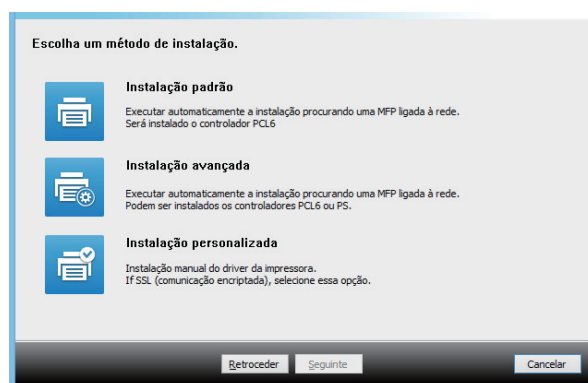 Escolha um método de instalação.
Instalação padrão
Executar automaticamente a instalação procurando uma MFP ligada à rede.
Será instalado o controlador PCL6
Instalação avançada
Executar automaticamente a instalação procurando uma MFP ligada à rede.
Podem ser instalados os controladores PCL6 ou PS.
Instalação personalizada
Instalação manual do driver da impressora.
If SSL (comunicação encriptada), selecione essa opção.
Retroceder Seguinte Cancelar